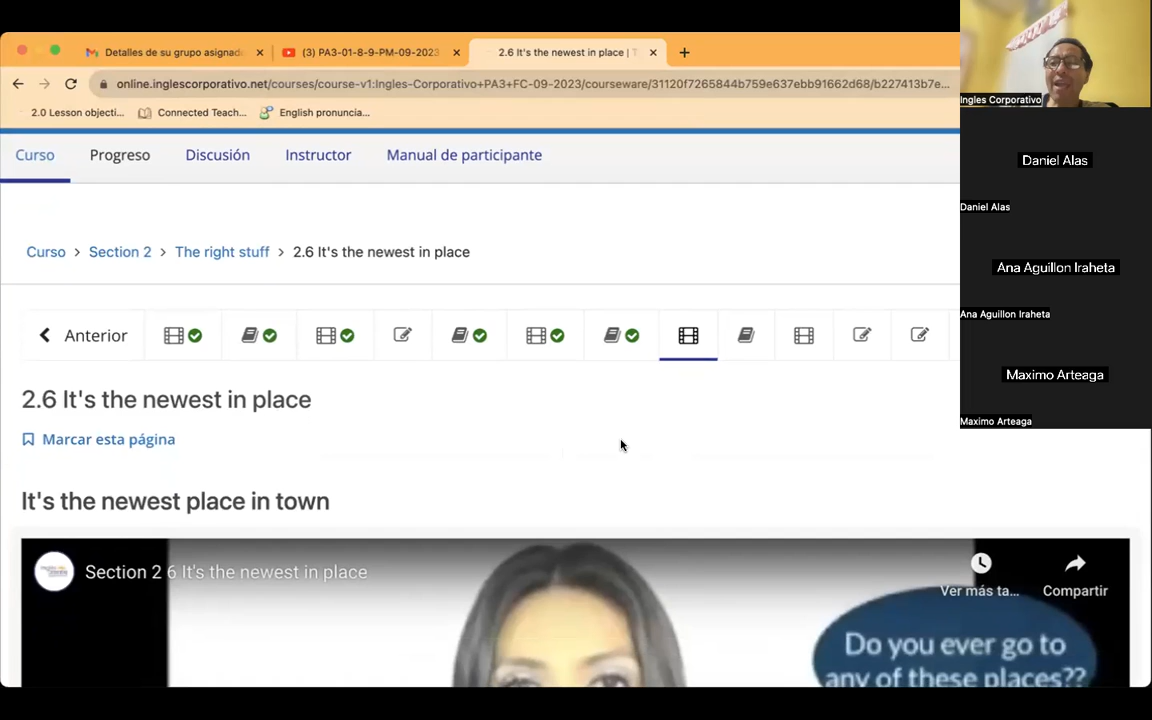 Detalles de su grupo asignad
(3) PA3-01-8-9-PM-09-2023
2.6 It's the newest in place | T
online.inglescorporativo.net/courses/course-v1:Ingles-Corporativo+PA3+FC-09-2023/courseware/31120f7265844b759e637ebb91662d68/b227413b7e...
2.0 Lesson objecti...
Connected Teach...
English pronuncia...
Curso
Progreso
Discusión
Instructor
Manual de participante
Curso > Section 2 > The right stuff > 2.6 It's the newest in place
Anterior
2.6 It's the newest in place
Marcar esta página
It's the newest place in town
Section 2 6 It's the newest in place
Ver más ta...
Compartir
Do you ever go to
any of these places??
Ingles Corporativo
Daniel Alas
Daniel Alas
Ana Aguillon Iraheta
Ana Aguillon Iraheta
Maximo Arteaga
Maximo Arteaga